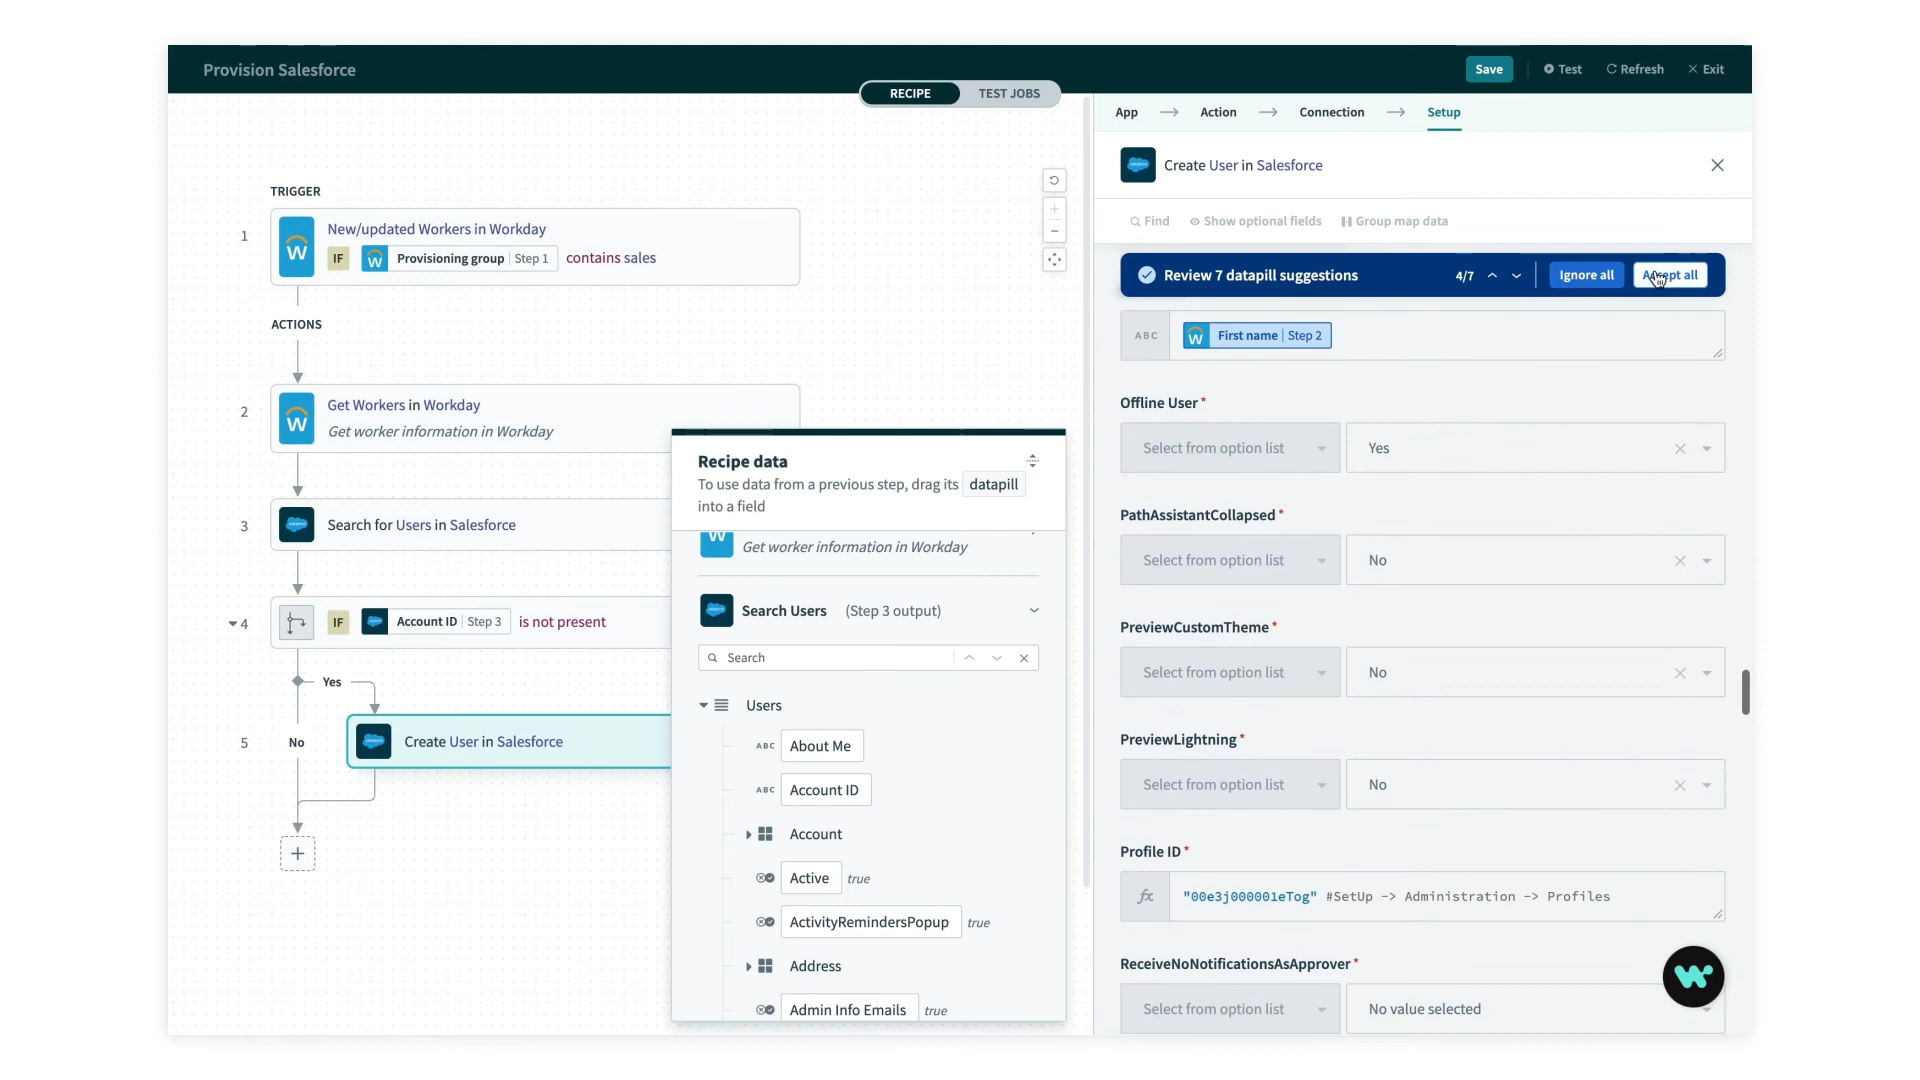 Provision Salesforce
Save
Test
Refresh
Exit
RECIPE
TEST JOBS
App
Action
Connection
Setup
Create User in Salesforce
Find
Show optional fields
Group map data
TRIGGER
1
New/updated Workers in Workday
IF
Provisioning group | Step 1
contains sales
ACTIONS
2
Get Workers in Workday
Get worker information in Workday
3
Search for Users in Salesforce
4
IF
Account ID | Step 3
is not present
Yes
5
No
Create User in Salesforce
Recipe data
To use data from a previous step, drag its datapill
into a field
Get worker information in Workday
Search Users (Step 3 output)
Search
Users
ABC About Me
ABC Account ID
Account
Active true
ActivityRemindersPopup true
Address
Admin Info Emails true
Review 7 datapill suggestions
4/7
Ignore all
Accept all
ABC
First name | Step 2
Offline User *
Select from option list
Yes
PathAssistantCollapsed *
Select from option list
No
PreviewCustomTheme *
Select from option list
No
PreviewLightning *
Select from option list
No
Profile ID *
fx
"00e3j000001eTog" #SetUp -> Administration -> Profiles
ReceiveNoNotificationsAsApprover *
Select from option list
No value selected